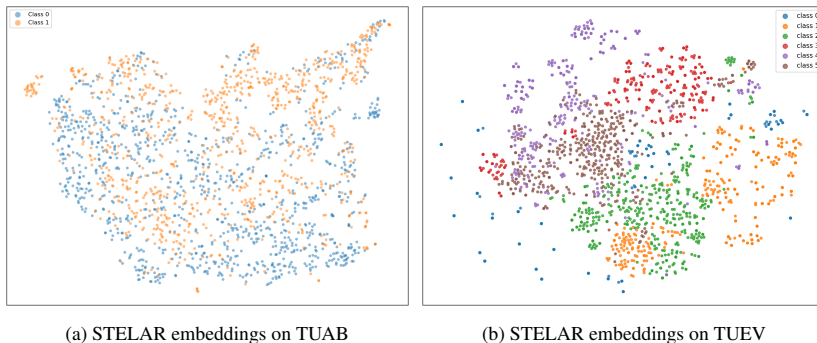 Class 0
Class 1
class 0
class 1
class 2
class 3
class 4
class 5
(a) STELAR embeddings on TUAB
(b) STELAR embeddings on TUEV